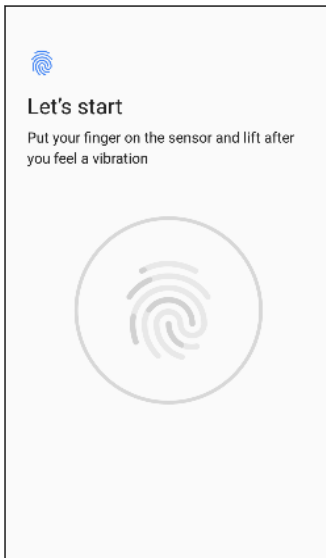 Let's start
Put your finger on the sensor and lift after
you feel a vibration